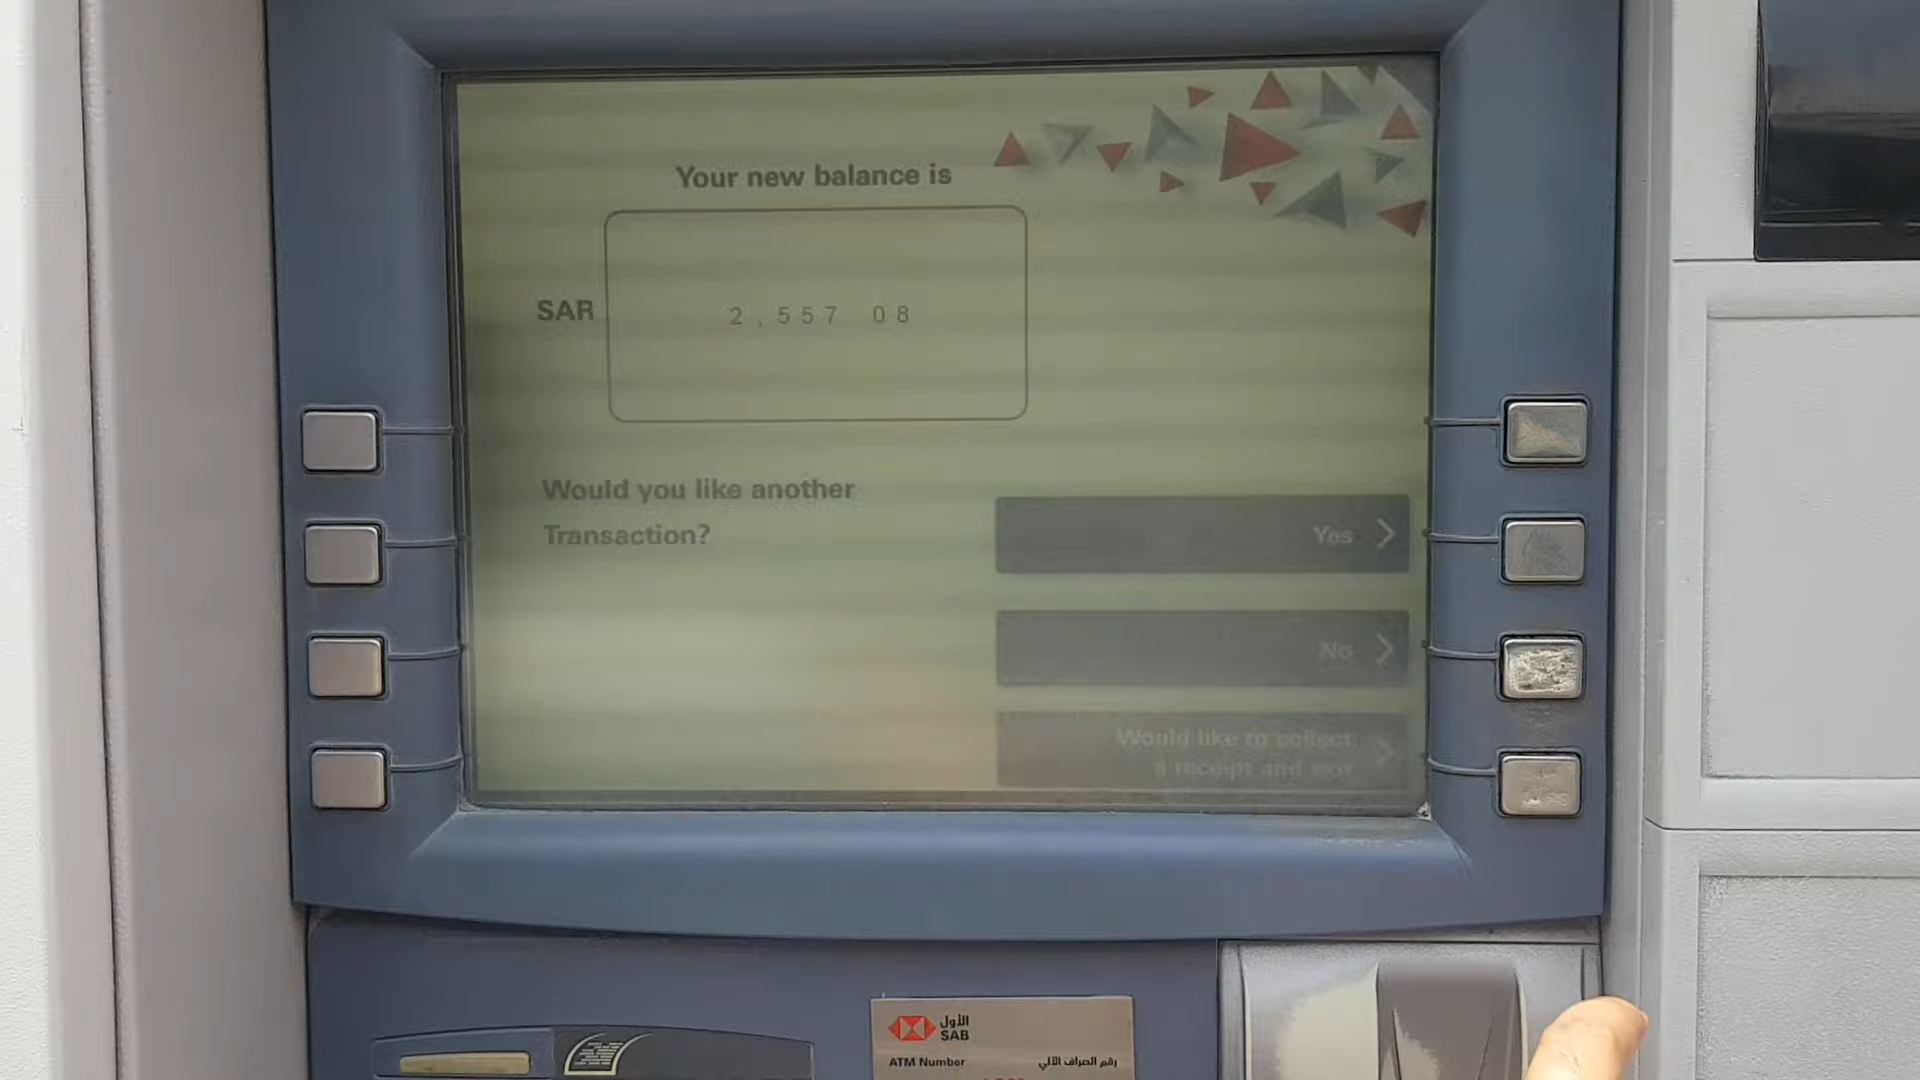 Your new balance is
SAR 2,557 08
Would you like another
Transaction?
Yes
No
Would like to collect
a receipt and exit
الأول
SAB
ATM Number رقم الصراف الآلي